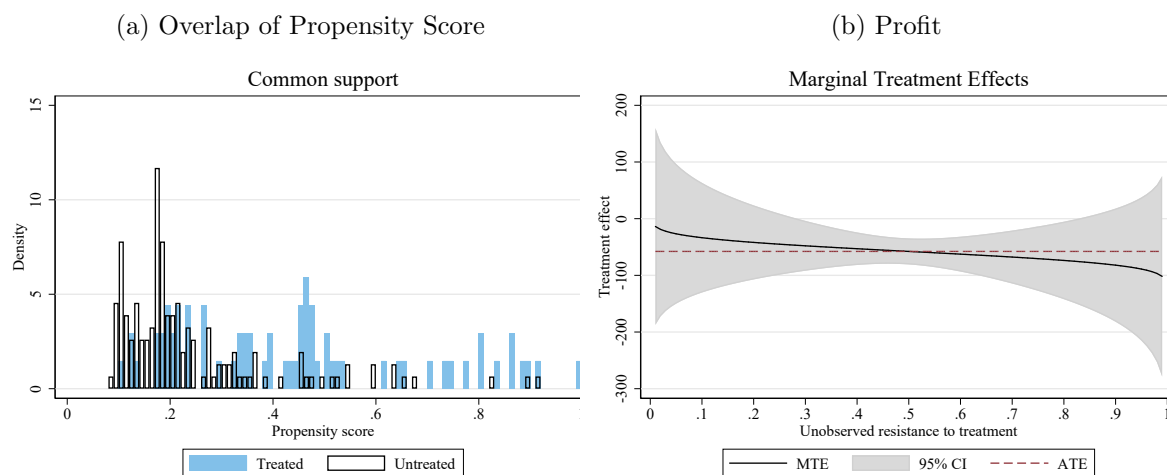 (a) Overlap of Propensity Score
Common support
15
10
5
0
Density
0 .2 .4 .6 .8
Propensity score
Treated Untreated
(b) Profit
Marginal Treatment Effects
200
100
0
-100
-200
-300
Treatment effect
0 .1 .2 .3 .4 .5 .6 .7 .8 .9 1
Unobserved resistance to treatment
MTE 95% CI ATE